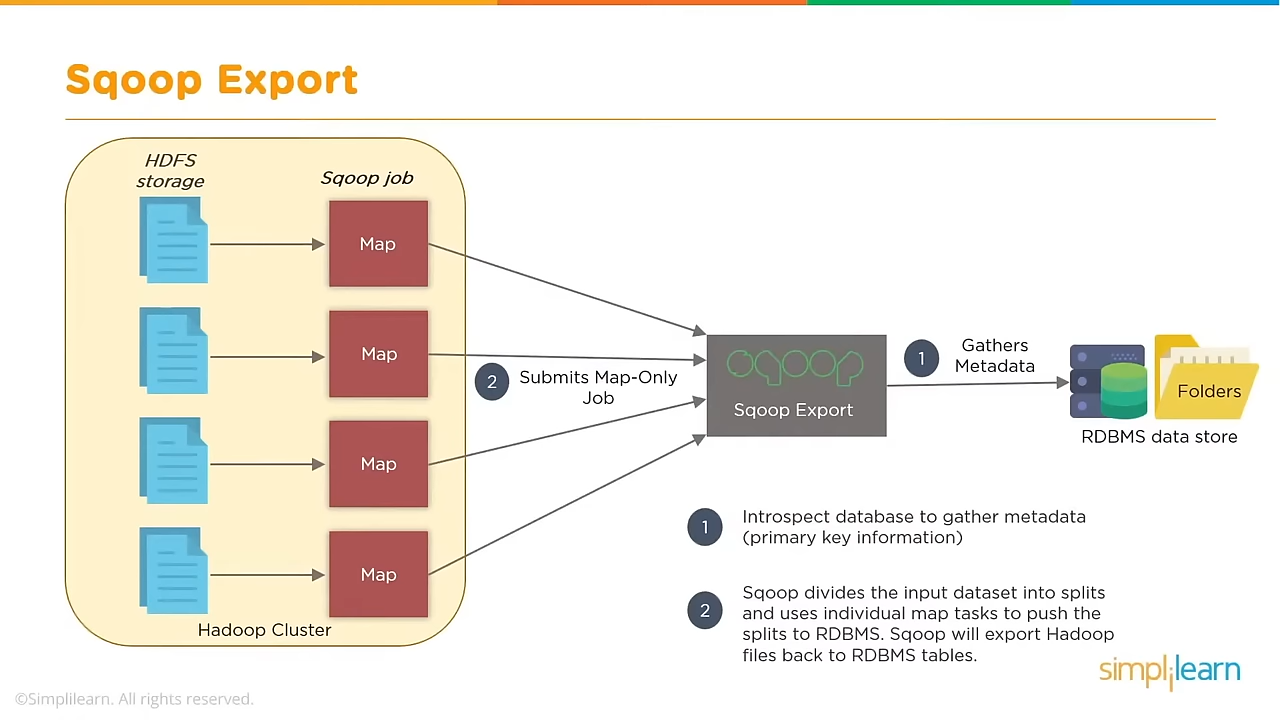 Sqoop Export
HDFS
storage
Sqoop job
Map
Map
Map
Map
Hadoop Cluster
2
Submits Map-Only
Job
sqoop
Sqoop Export
1
Gathers
Metadata
Folders
RDBMS data store
1
Introspect database to gather metadata
(primary key information)
2
Sqoop divides the input dataset into splits
and uses individual map tasks to push the
splits to RDBMS. Sqoop will export Hadoop
files back to RDBMS tables.
simplilearn
©Simplilearn. All rights reserved.